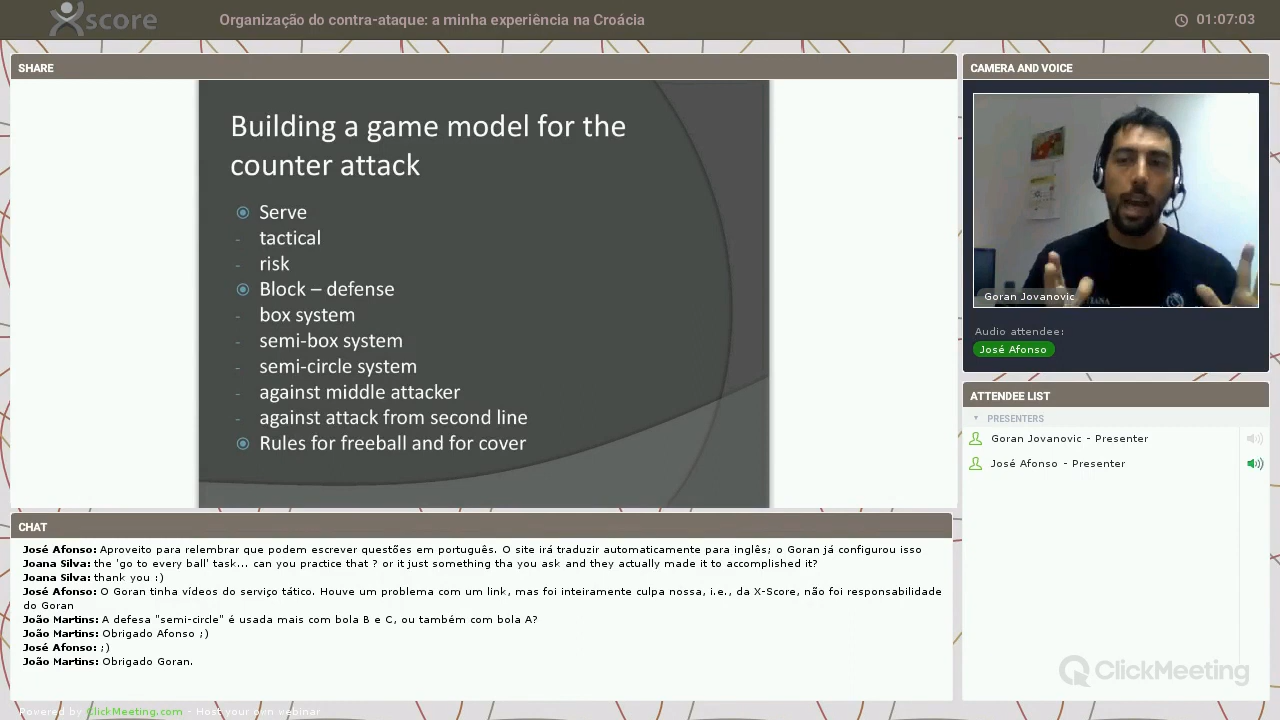 score
Organização do contra-ataque: a minha experiência na Croácia
01:07:03
SHARE
Building a game model for the
counter attack
Serve
- tactical
- risk
Block – defense
- box system
- semi-box system
- semi-circle system
- against middle attacker
- against attack from second line
Rules for freeball and for cover
CAMERA AND VOICE
Goran Jovanovic
Audio attendee:
José Afonso
ATTENDEE LIST
PRESENTERS
Goran Jovanovic - Presenter
José Afonso - Presenter
CHAT
José Afonso: Aproveito para relembrar que podem escrever questões em português. O site irá traduzir automaticamente para inglês; o Goran já configurou isso
Joana Silva: the 'go to every ball' task... can you practice that ? or it just something tha you ask and they actually made it to accomplished it?
Joana Silva: thank you :)
José Afonso: O Goran tinha vídeos do serviço tático. Houve um problema com um link, mas foi inteiramente culpa nossa, i.e., da X-Score, não foi responsabilidade
do Goran
João Martins: A defesa "semi-circle" é usada mais com bola B e C, ou também com bola A?
João Martins: Obrigado Afonso ;)
José Afonso: ;)
João Martins: Obrigado Goran.
ClickMeeting
Powered by ClickMeeting.com - Host your own webinar